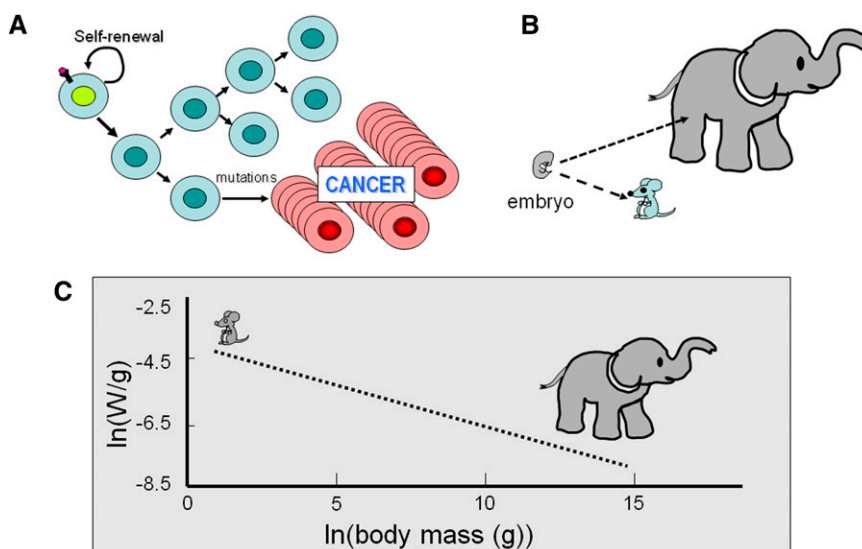 A
Self-renewal
mutations
CANCER
B
embryo
C
ln(W/g)
-2.5
-4.5
-6.5
-8.5
0
5
10
15
ln(body mass (g))